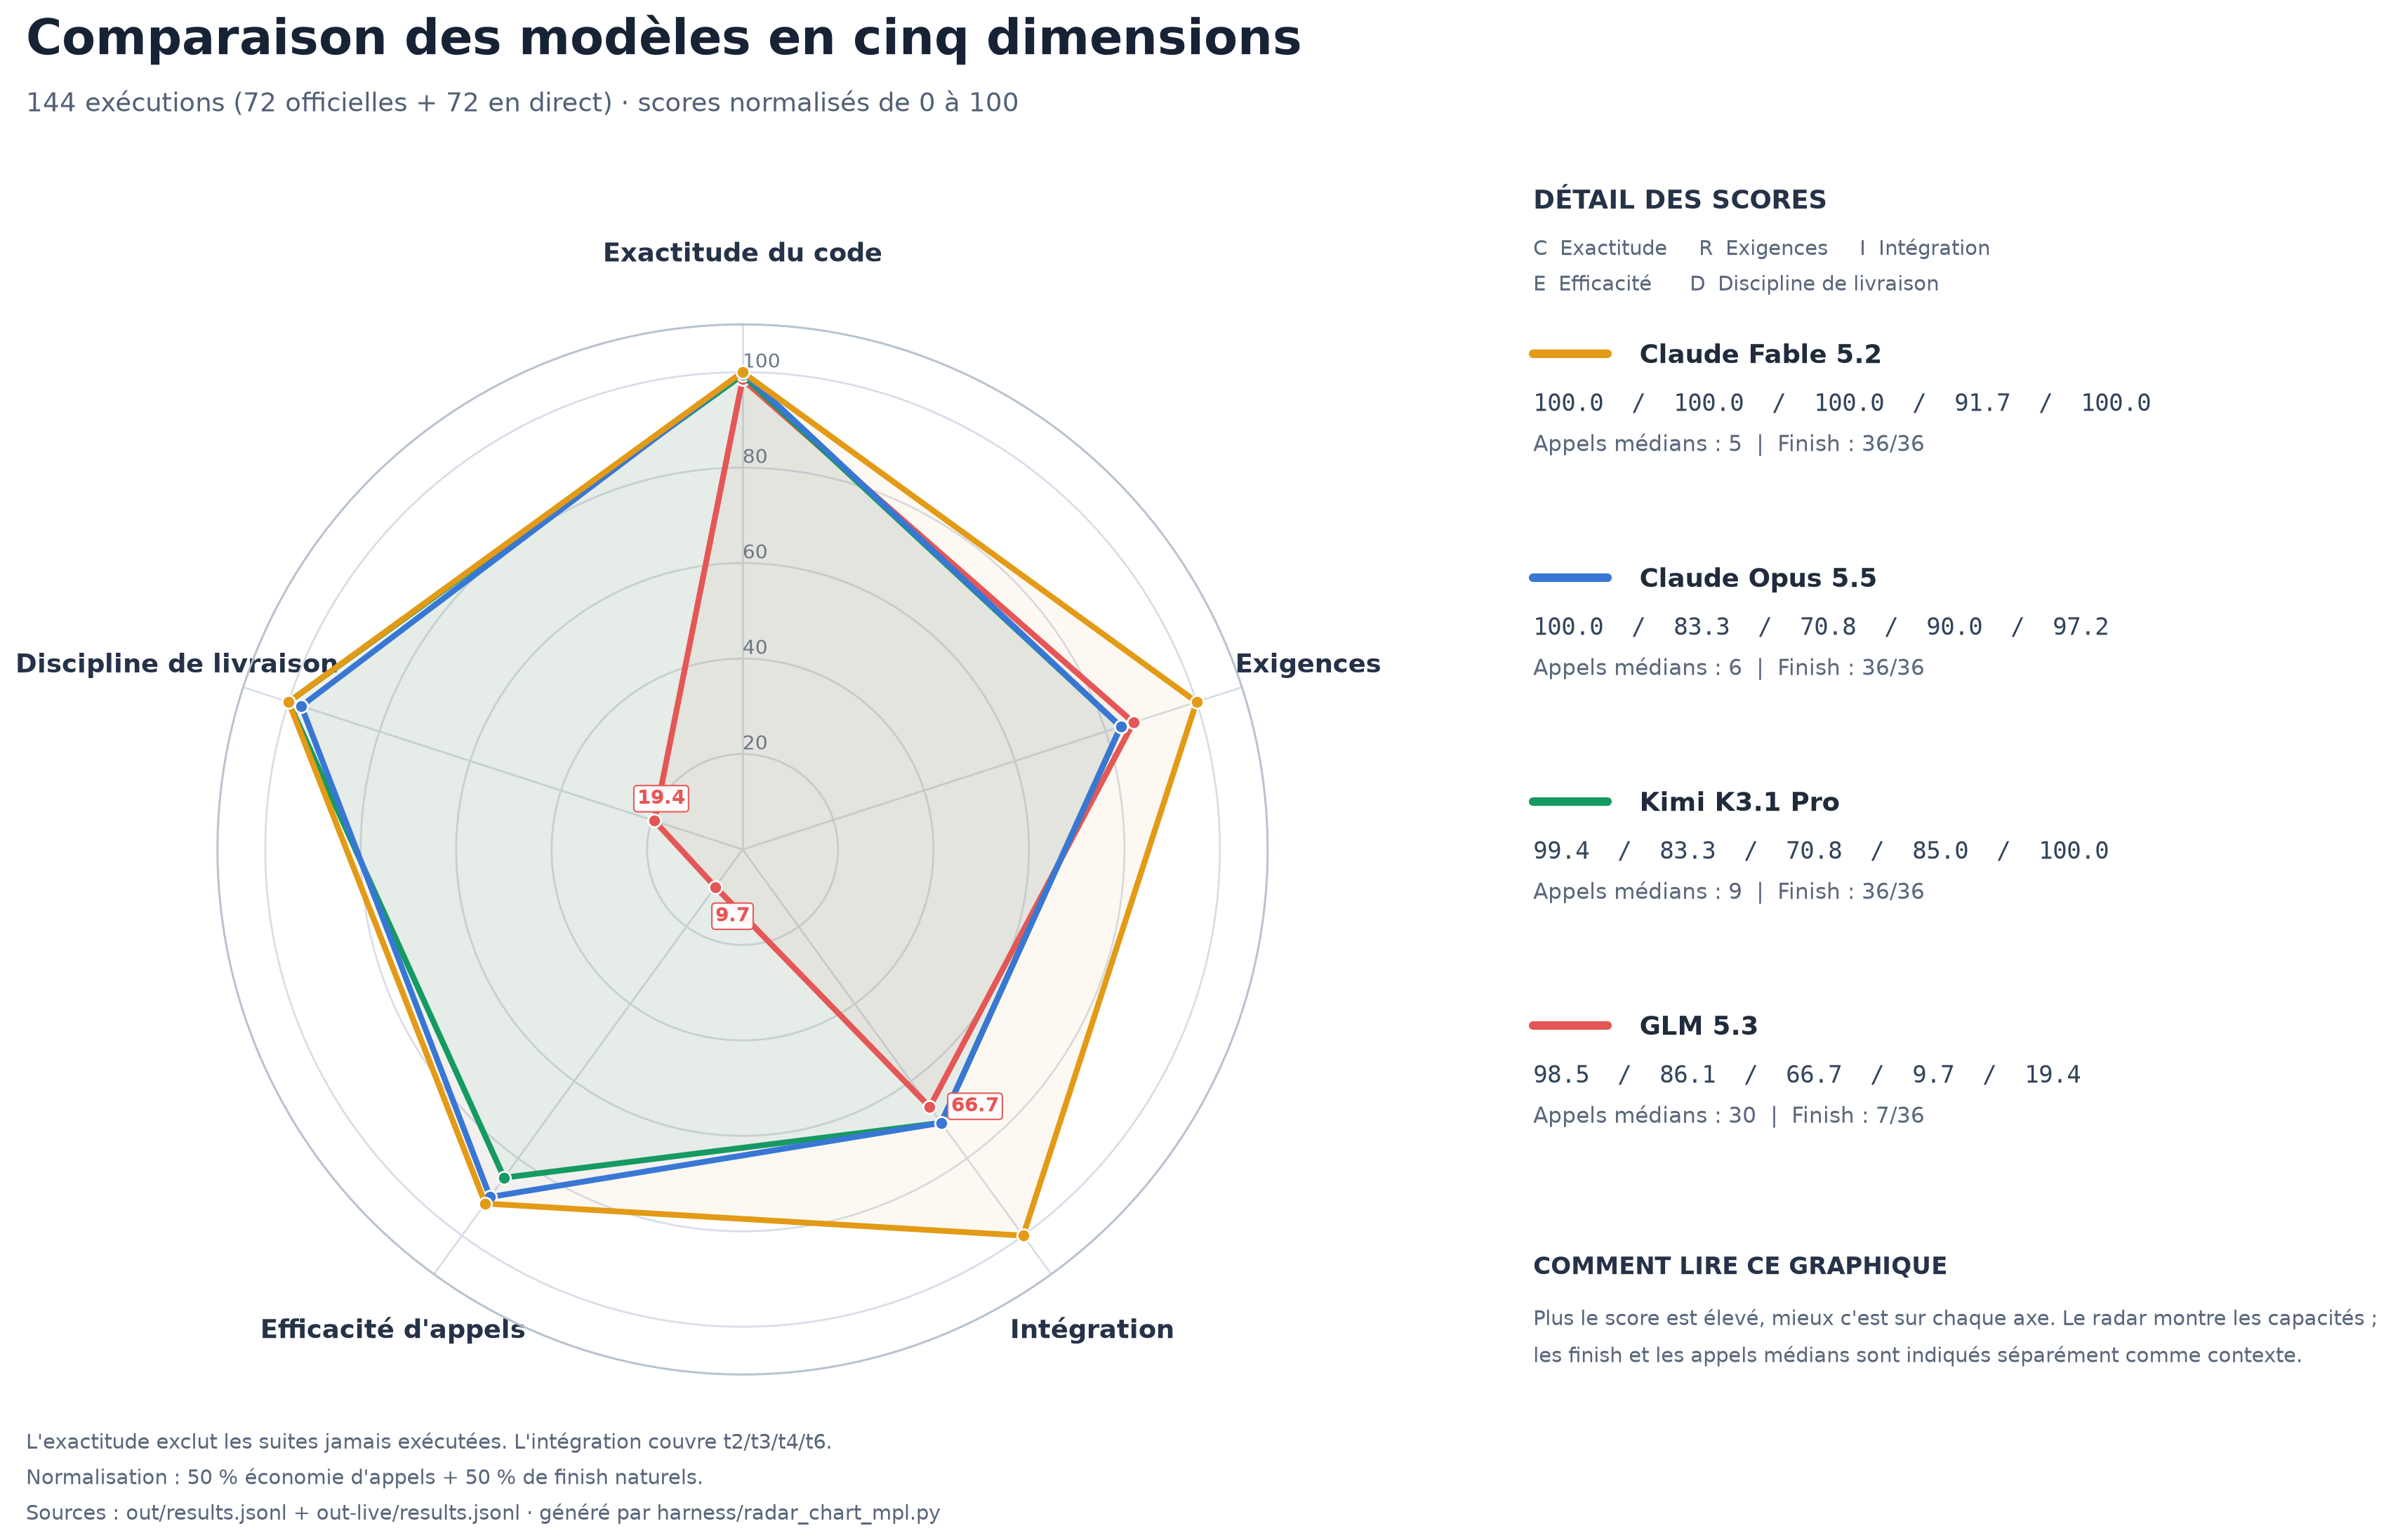 Comparaison des modèles en cinq dimensions
144 exécutions (72 officielles + 72 en direct) · scores normalisés de 0 à 100
Exactitude du code
100
80
60
40
20
Discipline de livraison
Exigences
19.4
9.7
66.7
Efficacité d'appels
Intégration
DÉTAIL DES SCORES
C Exactitude R Exigences I Intégration
E Efficacité D Discipline de livraison
Claude Fable 5.2
100.0 / 100.0 / 100.0 / 91.7 / 100.0
Appels médians : 5 | Finish : 36/36
Claude Opus 5.5
100.0 / 83.3 / 70.8 / 90.0 / 97.2
Appels médians : 6 | Finish : 36/36
Kimi K3.1 Pro
99.4 / 83.3 / 70.8 / 85.0 / 100.0
Appels médians : 9 | Finish : 36/36
GLM 5.3
98.5 / 86.1 / 66.7 / 9.7 / 19.4
Appels médians : 30 | Finish : 7/36
COMMENT LIRE CE GRAPHIQUE
Plus le score est élevé, mieux c'est sur chaque axe. Le radar montre les capacités ;
les finish et les appels médians sont indiqués séparément comme contexte.
L'exactitude exclut les suites jamais exécutées. L'intégration couvre t2/t3/t4/t6.
Normalisation : 50 % économie d'appels + 50 % de finish naturels.
Sources : out/results.jsonl + out-live/results.jsonl · généré par harness/radar_chart_mpl.py